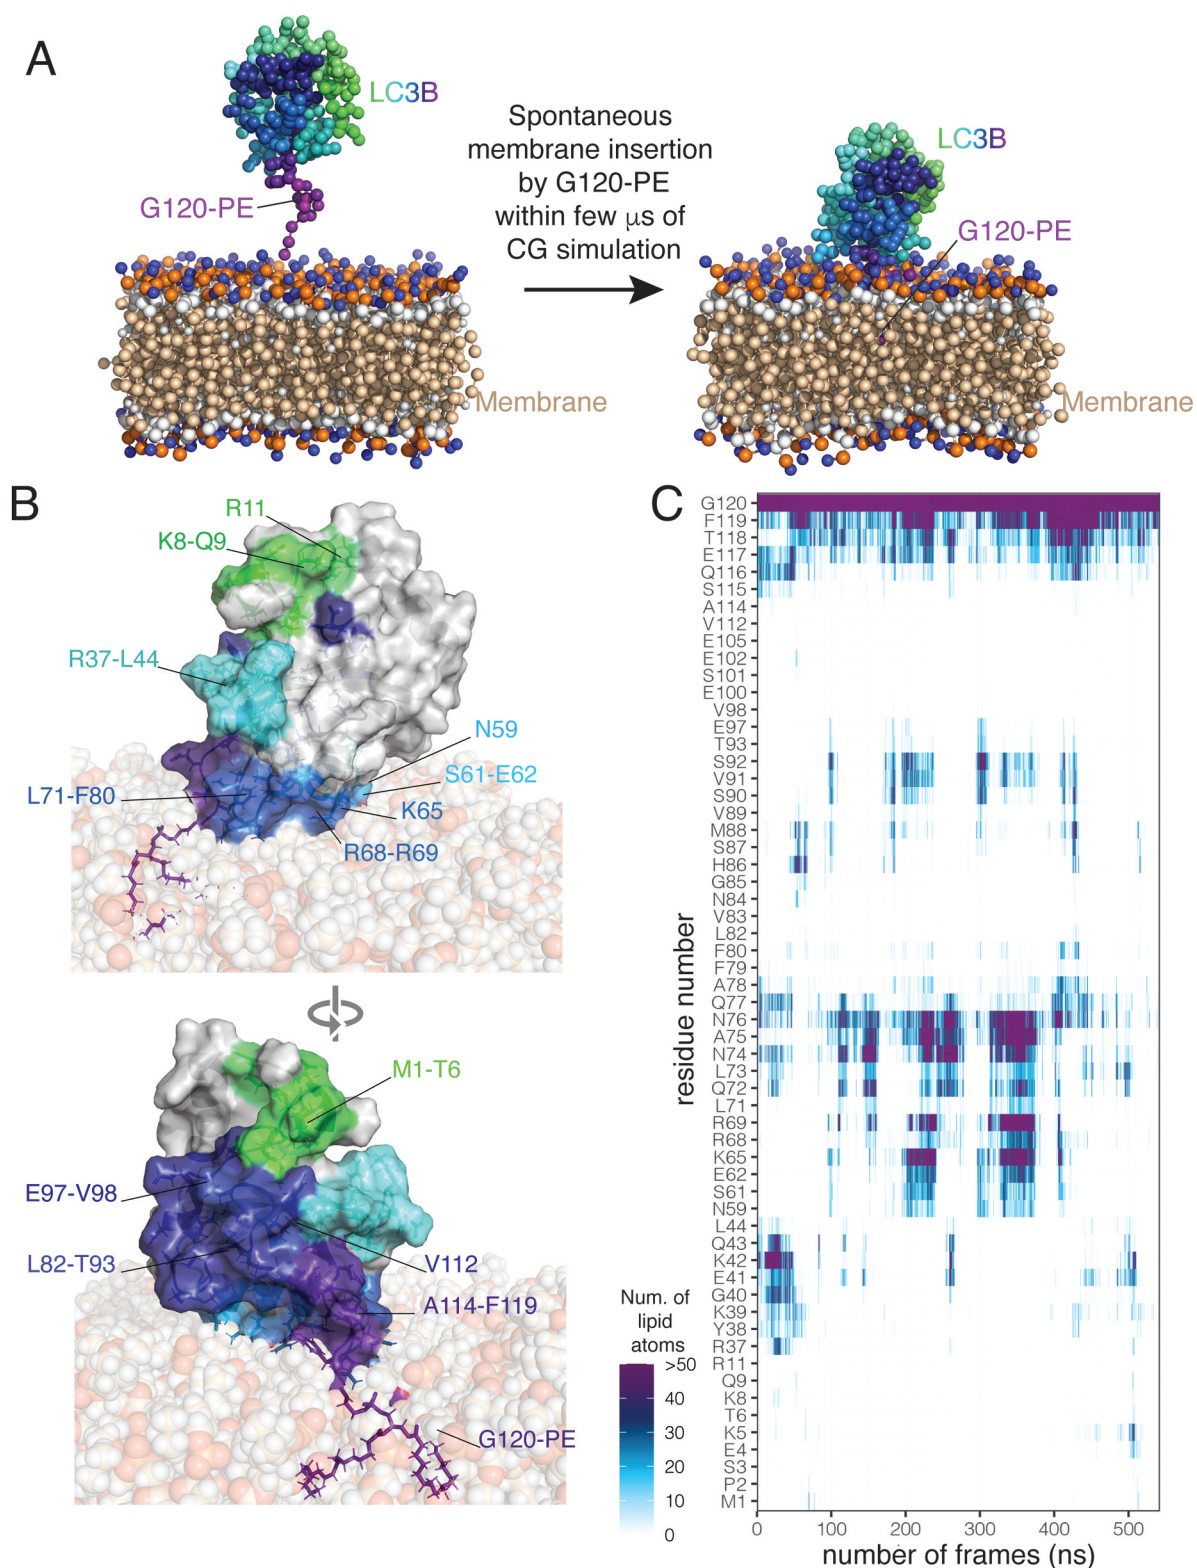 A
LC3B
G120-PE
Membrane
Spontaneous
membrane insertion
by G120-PE
within few μs of
CG simulation
LC3B
G120-PE
Membrane
B
R11
K8-Q9
R37-L44
N59
S61-E62
L71-F80
K65
R68-R69
M1-T6
E97-V98
L82-T93
V112
A114-F119
G120-PE
C
residue number
G120
F119
T118
E117
Q116
S115
A114
V112
E105
E102
S101
E100
V98
E97
T93
S92
V91
S90
V89
M88
S87
H86
G85
N84
V83
L82
F80
F79
A78
Q77
N76
A75
N74
L73
Q72
L71
R69
R68
K65
E62
S61
N59
L44
Q43
K42
E41
G40
K39
Y38
R37
R11
Q9
K8
T6
K5
E4
S3
P2
M1
0 100 200 300 400 500
number of frames (ns)
Num. of
lipid
atoms
>50
40
30
20
10
0